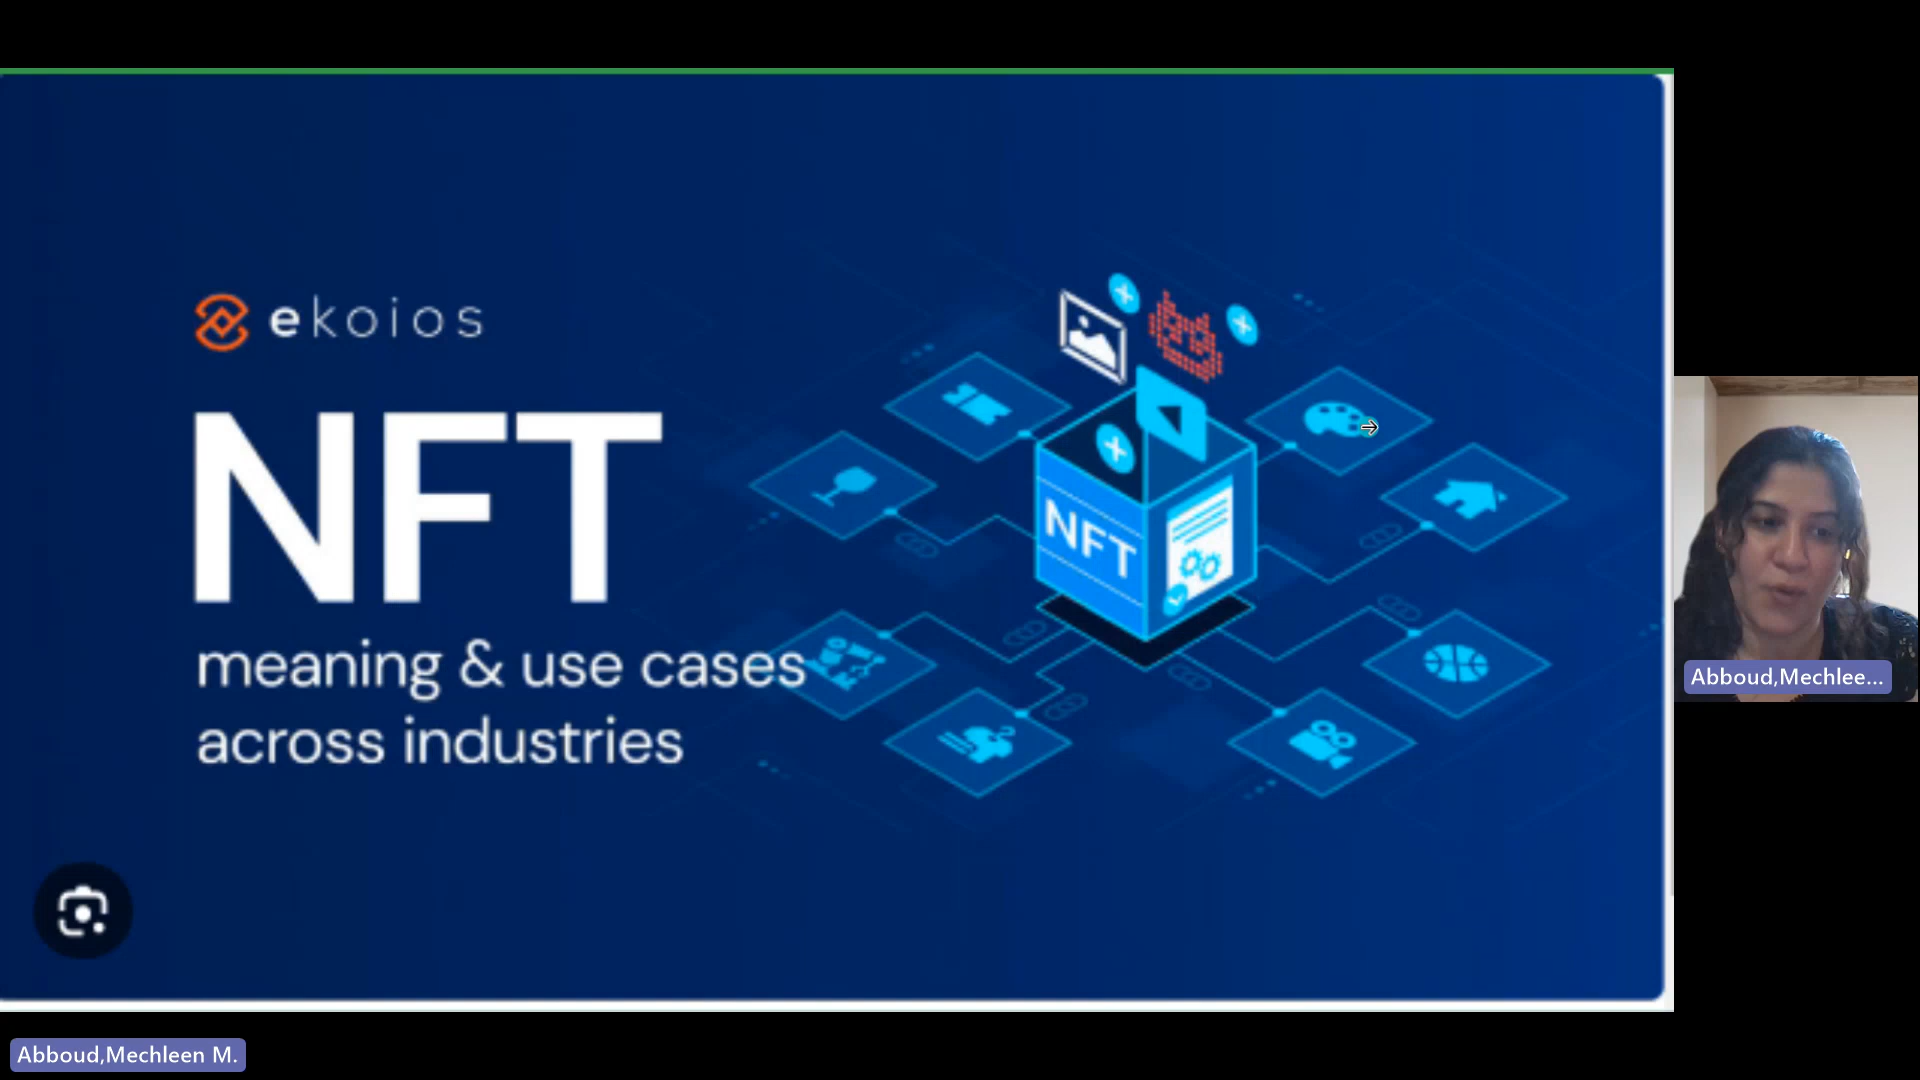 ekoios
NFT
meaning & use cases
across industries
NFT
Abboud,Mechlee...
Abboud,Mechleen M.